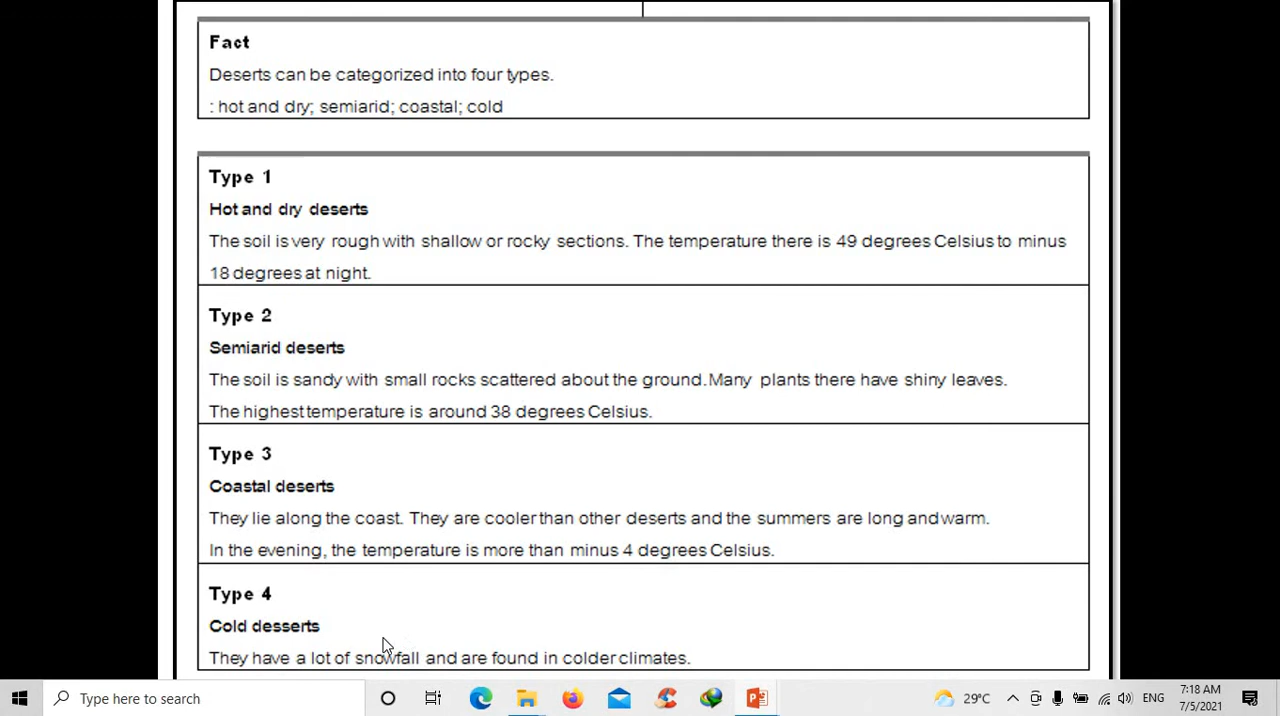 Fact
Deserts can be categorized into four types.
: hot and dry; semiarid; coastal; cold
Type 1
Hot and dry deserts
The soil is very rough with shallow or rocky sections. The temperature there is 49 degrees Celsius to minus
18 degrees at night.
Type 2
Semiarid deserts
The soil is sandy with small rocks scattered about the ground. Many plants there have shiny leaves.
The highest temperature is around 38 degrees Celsius.
Type 3
Coastal deserts
They lie along the coast. They are cooler than other deserts and the summers are long and warm.
In the evening, the temperature is more than minus 4 degrees Celsius.
Type 4
Cold desserts
They have a lot of snowfall and are found in colder climates.
Type here to search
29°C
ENG
7:18 AM
7/5/2021